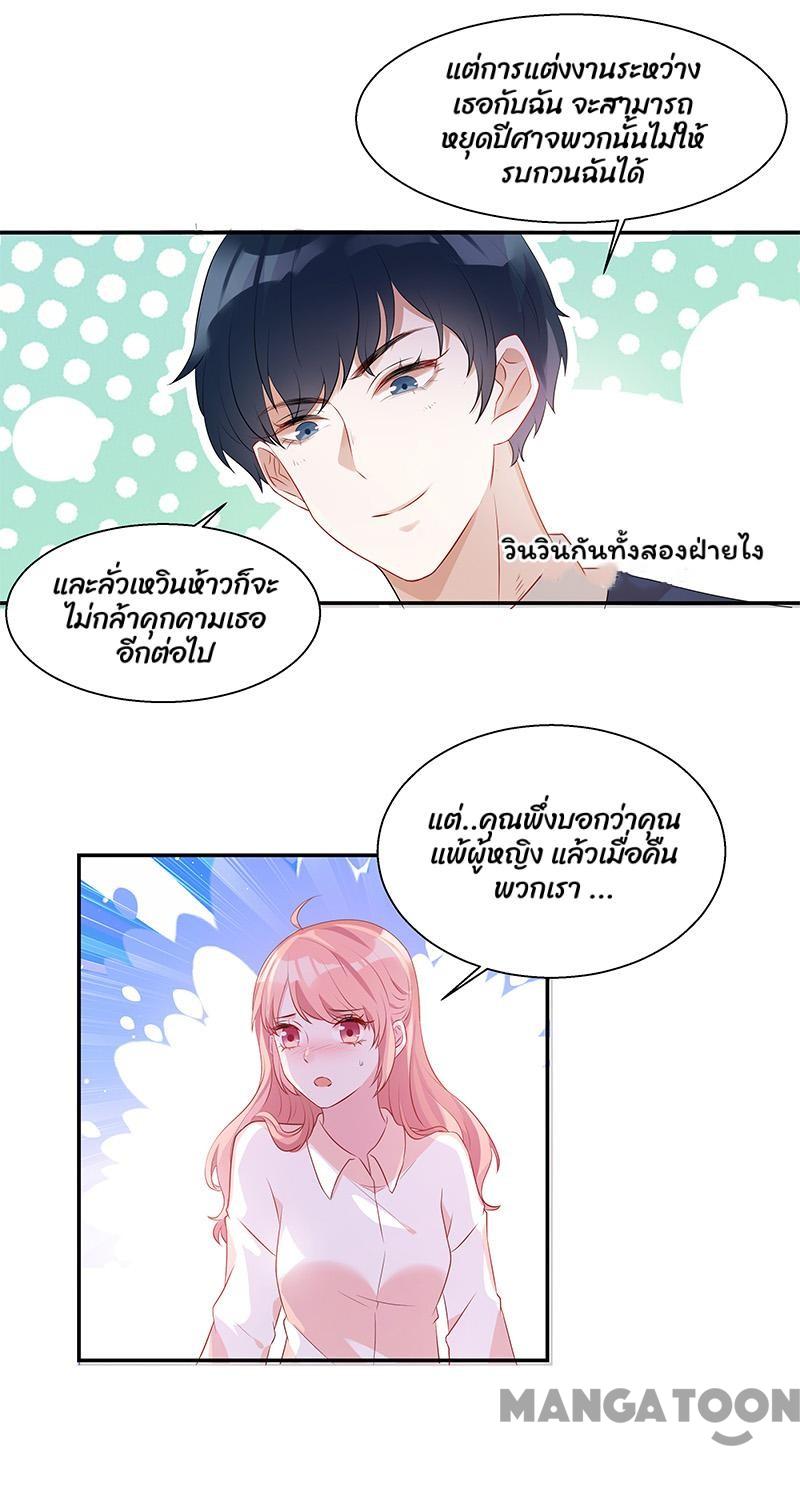 แต่การแต่งงานระหว่าง
เธอกับฉัน จะสามารถ
หยุดปีศาจพวกนั้นไม่ให้
รบกวนฉันได้
วินวินกันทั้งสองฝ่ายไง
และลั่วเหวินห้าวก็จะ
ไม่กล้าคุกคามเธอ
อีกต่อไป
แต่..คุณพึ่งบอกว่าคุณ
แพ้ผู้หญิง แล้วเมื่อคืน
พวกเรา ...
MANGATOON